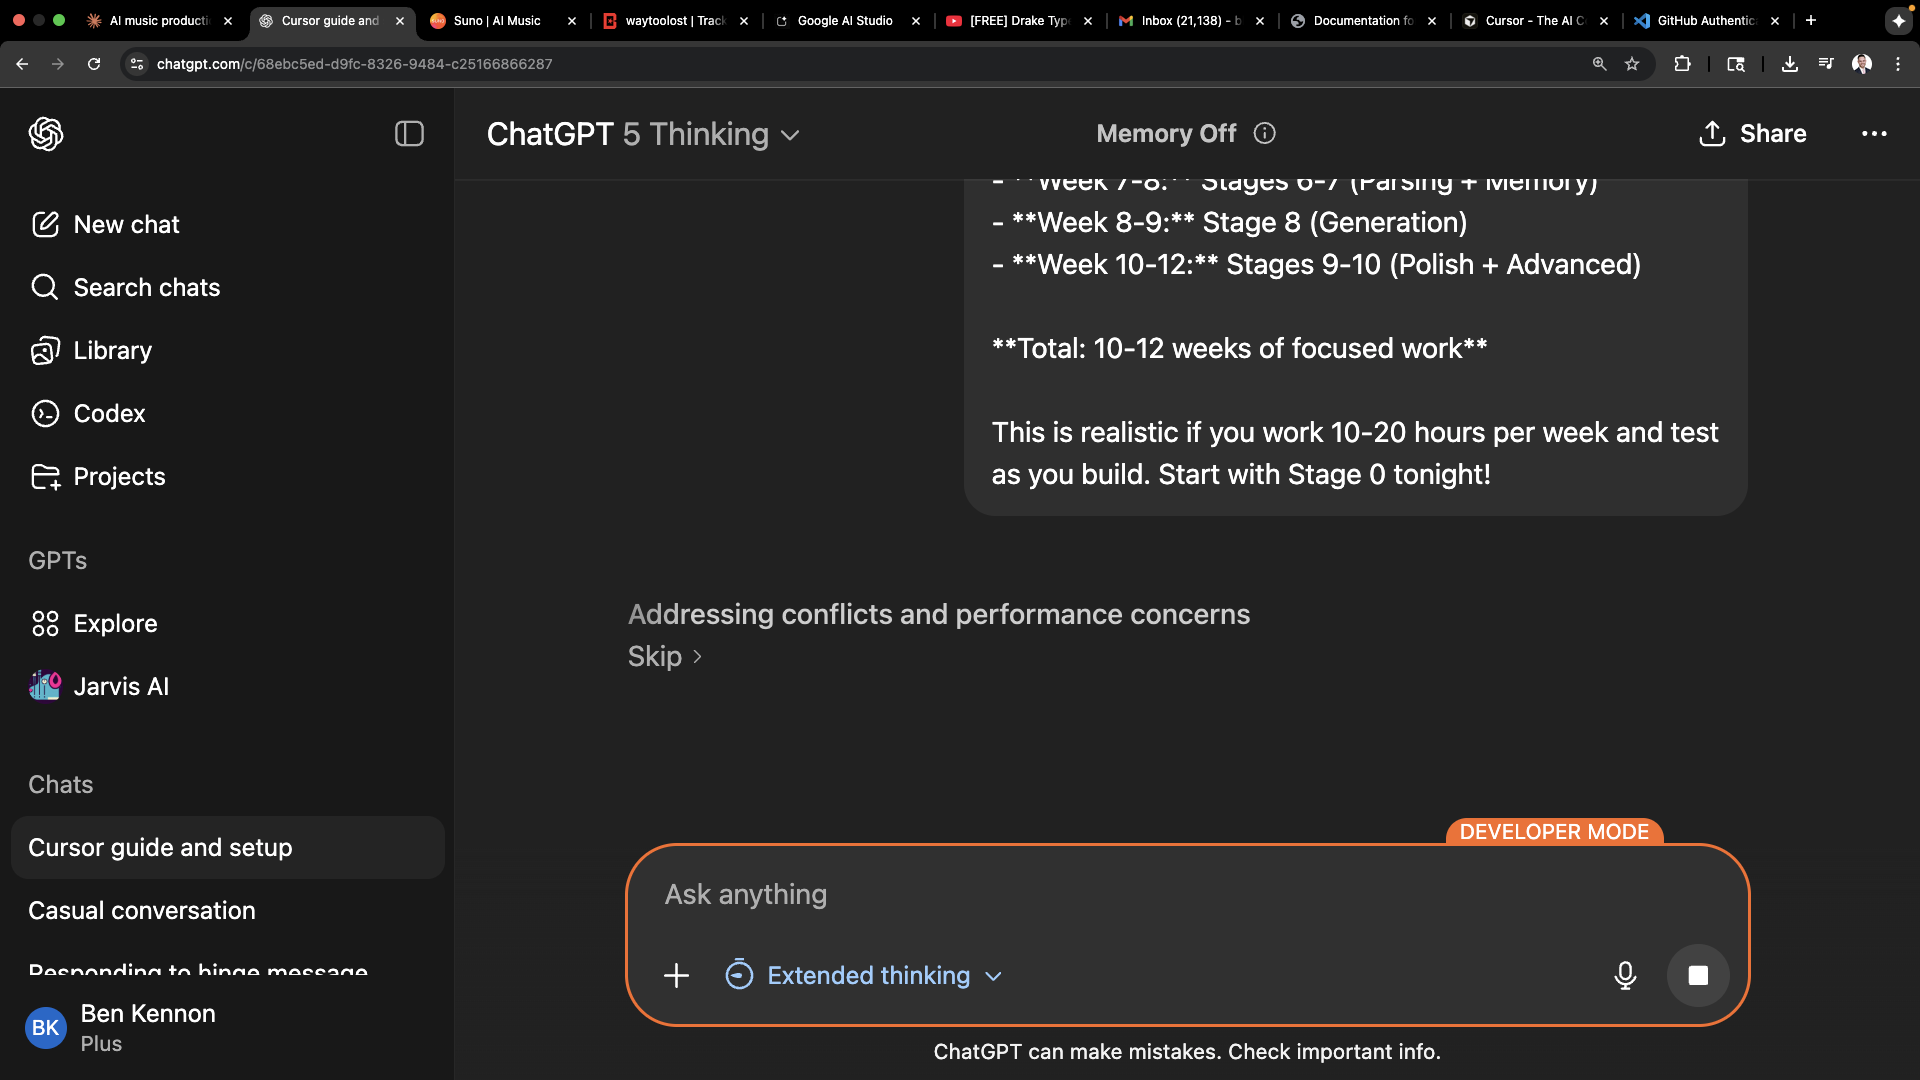 AI music producti
Cursor guide and
Suno | AI Music
waytoolost | Track
Google AI Studio
[FREE] Drake Type
Inbox (21,138) - b
Documentation fo
Cursor - The AI C
GitHub Authentica
chatgpt.com/c/68ebc5ed-d9fc-8326-9484-c25166866287
ChatGPT 5 Thinking
Memory Off
Share
New chat
Search chats
Library
Codex
Projects
GPTs
Explore
Jarvis AI
Chats
Cursor guide and setup
Casual conversation
Responding to hinge message
BK
Ben Kennon
Plus
- **Week 7-8:** Stages 6-7 (Parsing + Memory)
- **Week 8-9:** Stage 8 (Generation)
- **Week 10-12:** Stages 9-10 (Polish + Advanced)
**Total: 10-12 weeks of focused work**
This is realistic if you work 10-20 hours per week and test
as you build. Start with Stage 0 tonight!
Addressing conflicts and performance concerns
Skip
DEVELOPER MODE
Ask anything
Extended thinking
ChatGPT can make mistakes. Check important info.